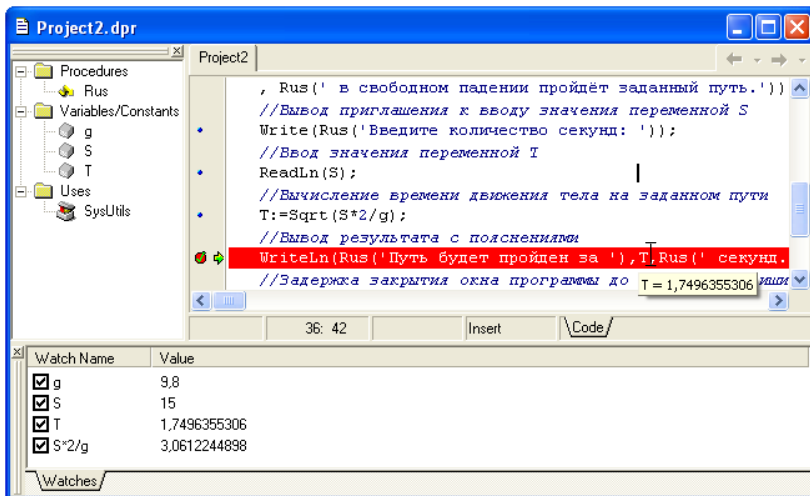 Project2.dpr
Procedures
Rus
Variables/Constants
g
S
T
Uses
SysUtils
Project2
, Rus(' в свободном падении пройдёт заданный путь.'))
//Вывод приглашения к вводу значения переменной S
Write(Rus('Введите количество секунд: '));
//Ввод значения переменной T
ReadLn(S);
//Вычисление времени движения тела на заданном пути
T:=Sqrt(S*2/g);
//Вывод результата с пояснениями
WriteLn(Rus('Путь будет пройден за '),T,Rus(' секунд.
//Задержка закрытия окна программы до
T = 1,7496355306
36: 42
Insert
\Code/
Watch Name Value
g 9,8
S 15
T 1,7496355306
S*2/g 3,0612244898
\Watches/